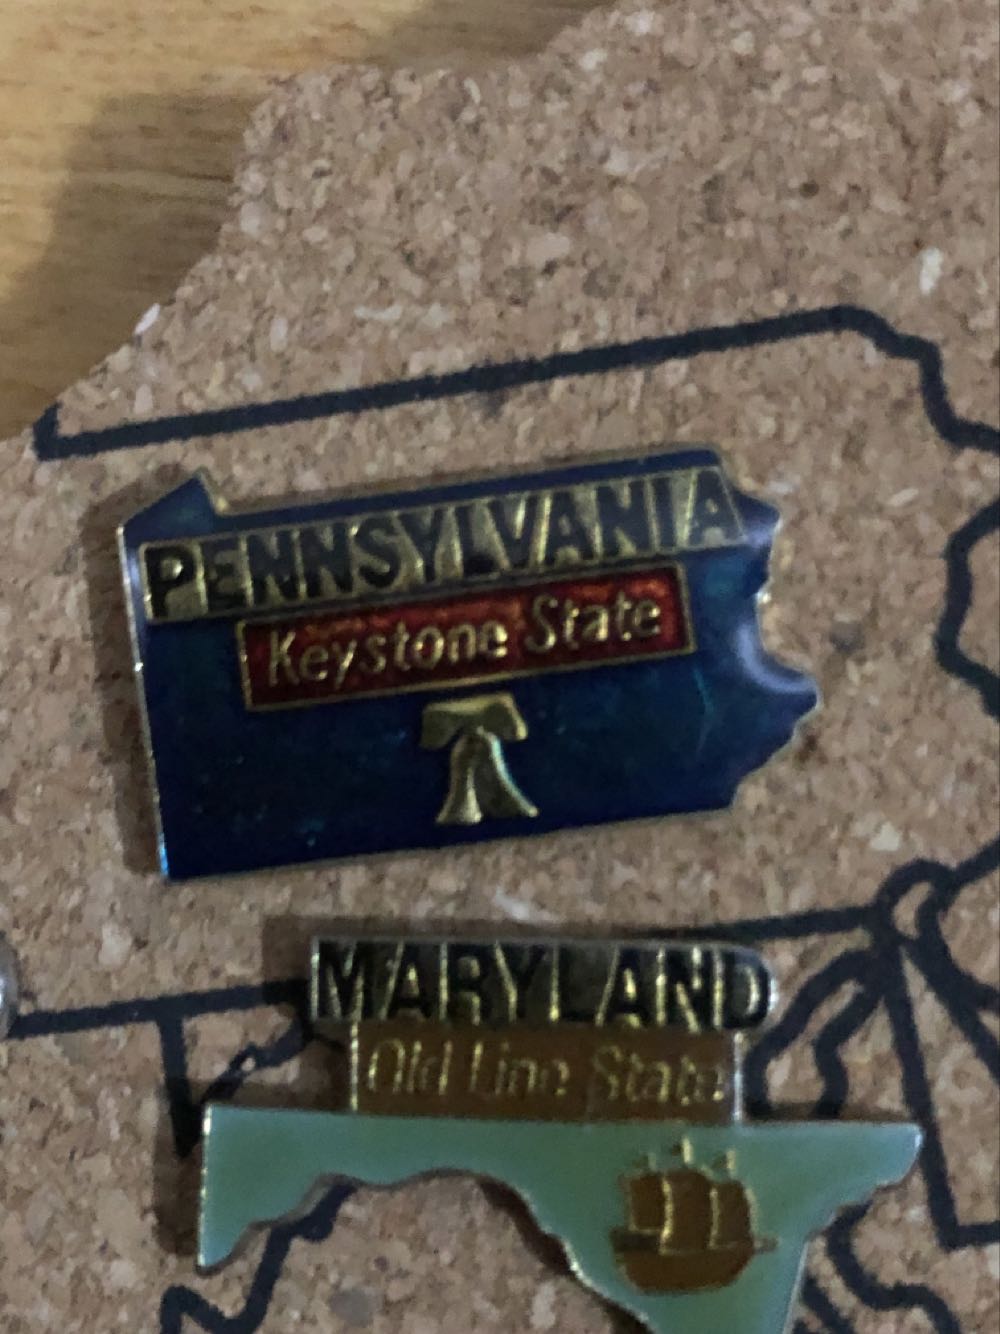 PENNSYLVANIA
Keystone State
MARYLAND
Old Line State